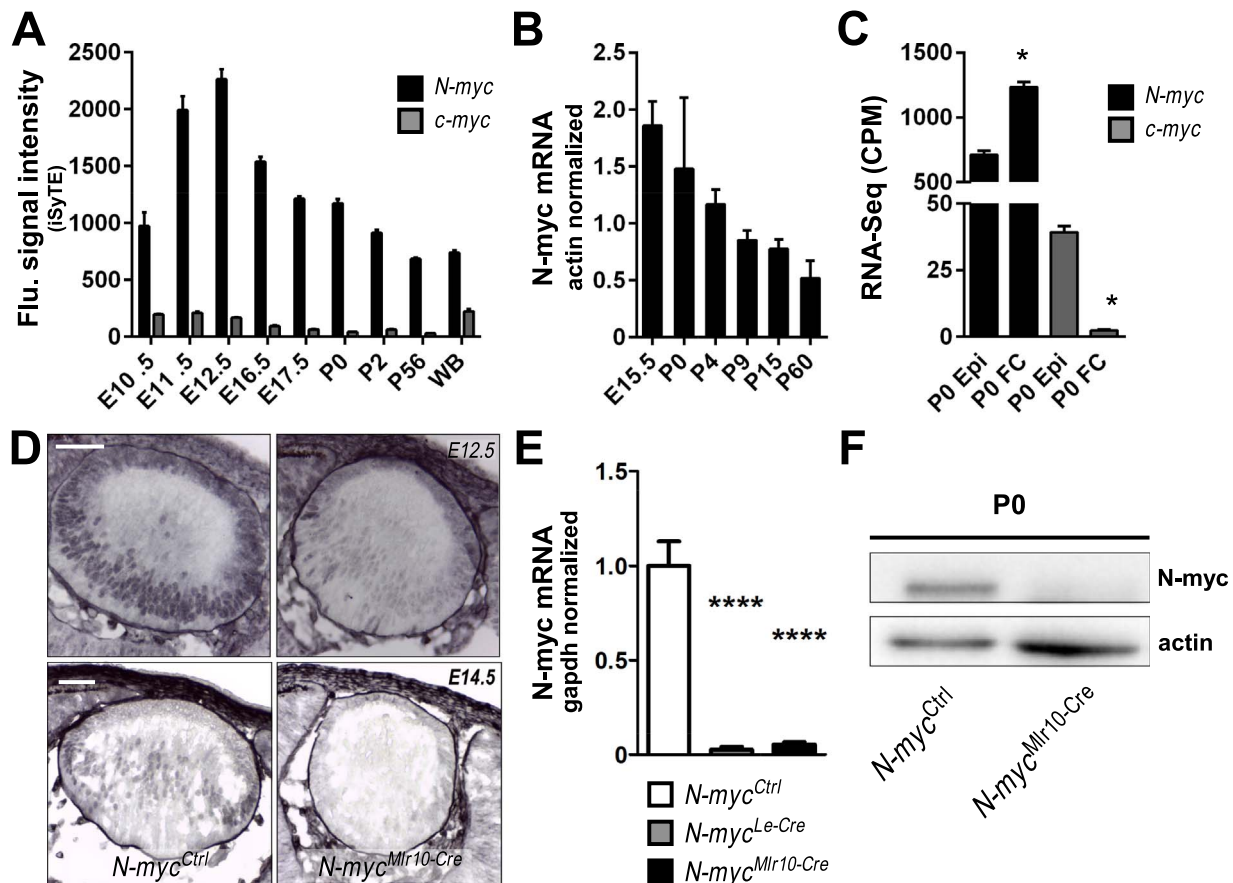 A
Flu. signal intensity
(iSyTE)
2500
2000
1500
1000
500
0
N-myc
c-myc
E10 .5
E11 .5
E12.5
E16.5
E17.5
P0
P2
P56
WB
B
N-myc mRNA
actin normalized
2.5
2.0
1.5
1.0
0.5
0
E15.5
P0
P4
P9
P15
P60
C
RNA-Seq (CPM)
1500
1000
500
50
25
0
*
*
N-myc
c-myc
P0 Epi
P0 FC
P0 Epi
P0 FC
D
E12.5
E14.5
N-myc^Ctrl
N-myc^Mlr10-Cre
E
N-myc mRNA
gapdh normalized
1.5
1.0
0.5
0
****
****
N-myc^Ctrl
N-myc^Le-Cre
N-myc^Mlr10-Cre
F
P0
N-myc
actin
N-myc^Ctrl
N-myc^Mlr10-Cre